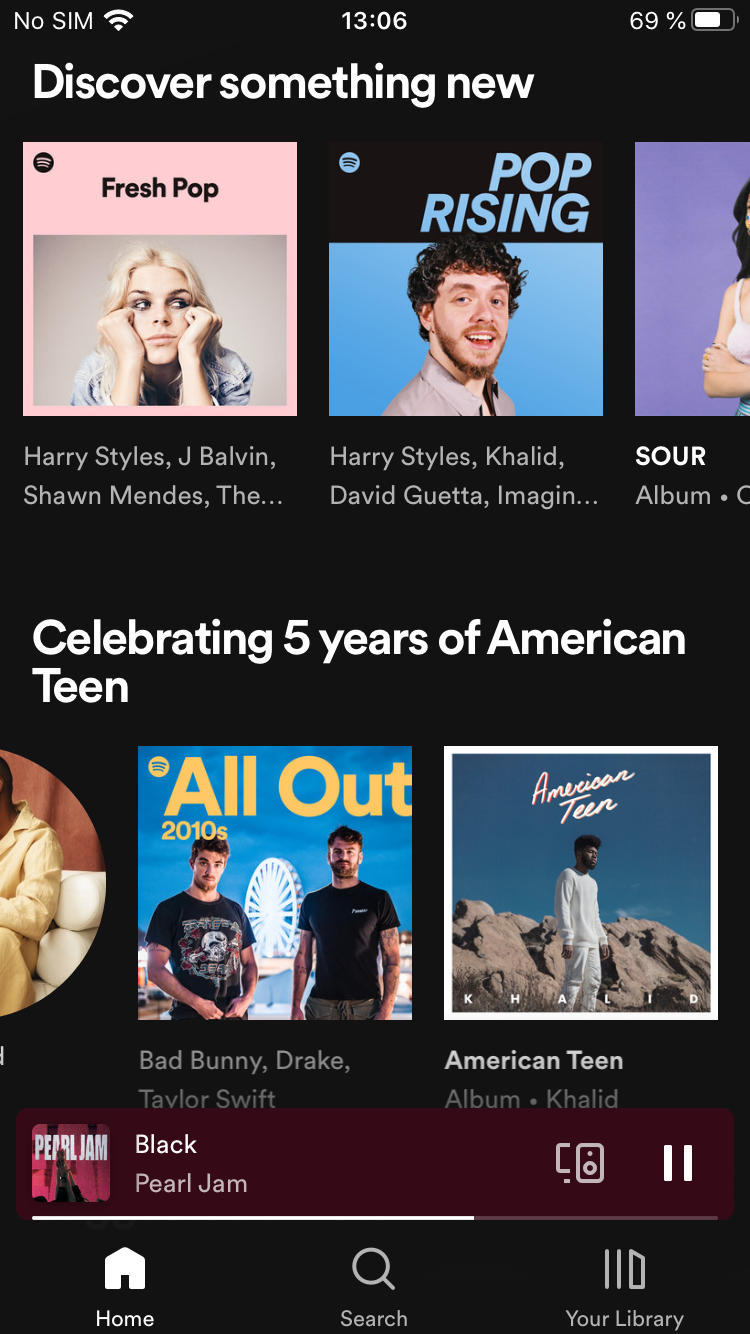 No SIM 13:06 69 %
Discover something new
Fresh Pop
POP
RISING
Harry Styles, J Balvin,
Shawn Mendes, The...
Harry Styles, Khalid,
David Guetta, Imagin...
SOUR
Album •
Celebrating 5 years of American
Teen
All Out
2010s
American
Teen
KHALID
Bad Bunny, Drake,
Taylor Swift
American Teen
Album • Khalid
PEARL JAM
Black
Pearl Jam
Home
Search
Your Library